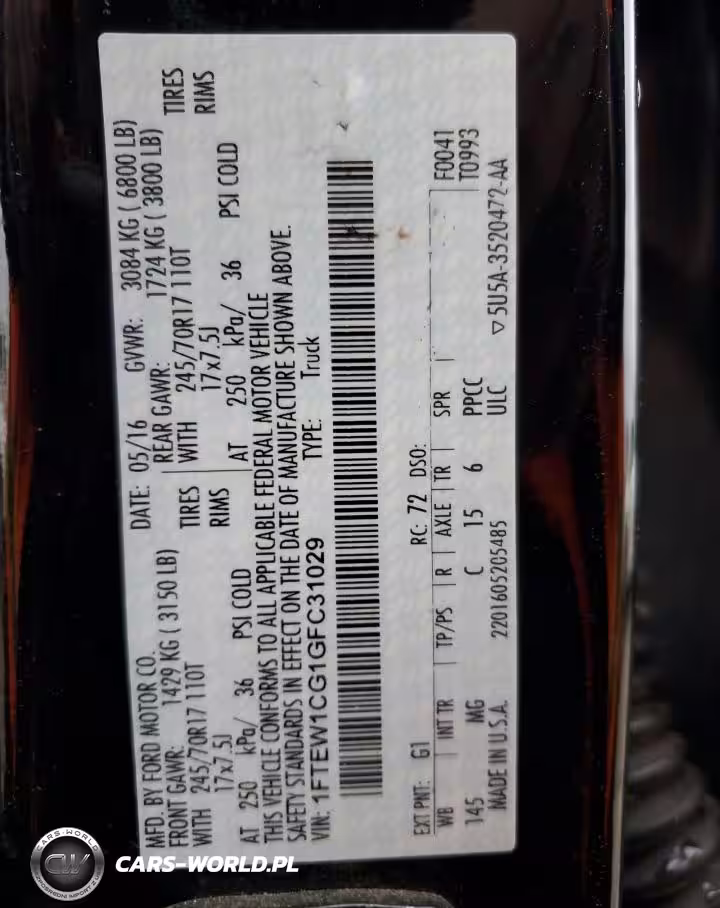 MFD. BY FORD MOTOR CO.
DATE: 05/16 GVWR: 3084 KG ( 6800 LB)
FRONT GAWR: 1429 KG ( 3150 LB)
REAR GAWR: 1724 KG ( 3800 LB)
WITH 245/70R17 110T TIRES
WITH 245/70R17 110T TIRES
17x7.5J RIMS
17x7.5J RIMS
AT 250 kPa/ 36 PSI COLD
AT 250 kPa/ 36 PSI COLD
THIS VEHICLE CONFORMS TO ALL APPLICABLE FEDERAL MOTOR VEHICLE
SAFETY STANDARDS IN EFFECT ON THE DATE OF MANUFACTURE SHOWN ABOVE.
VIN: 1FTEW1CG1GFC31029 TYPE: Truck
EXT PNT: G1 RC: 72 DSO:
WB INT TR TP/PS R AXLE TR SPR F0041
145 MG C 15 6 PPCC T0993
MADE IN U.S.A. 2201605205485 ULC ▽5U5A-3520472-AA
CARS-WORLD.PL
CARS-WORLD
CW